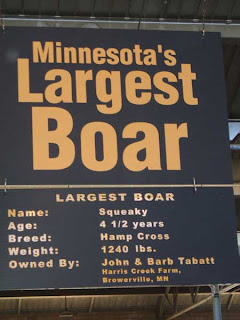 Minnesota's
Largest
Boar
LARGEST BOAR
Name: Squeaky
Age: 4 1/2 years
Breed: Hamp Cross
Weight: 1240 lbs.
Owned By: John & Barb Tabatt
Harris Crook Farm,
Browerville, MN